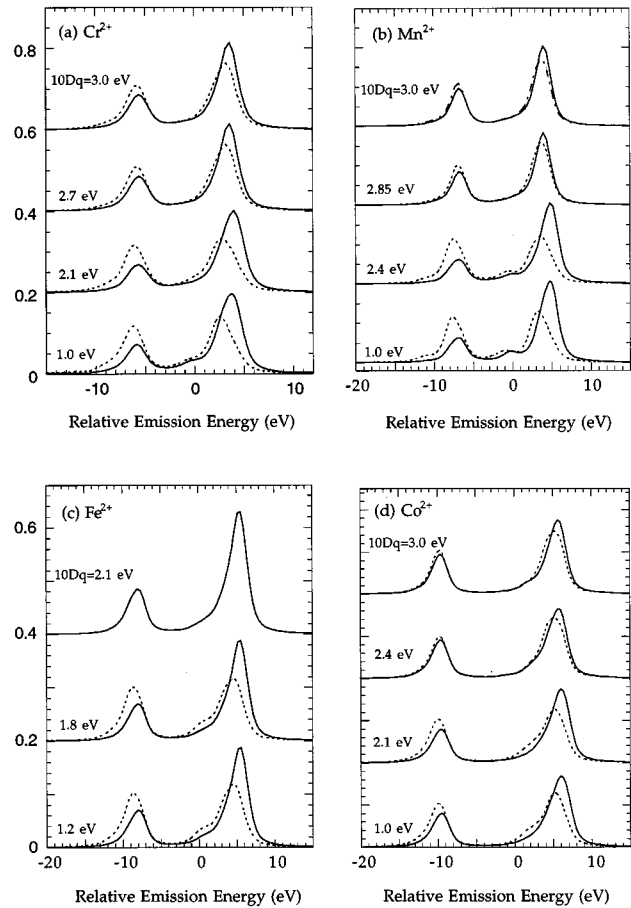 (a) Cr2+
0.8
10Dq=3.0 eV
0.6
2.7 eV
0.4
2.1 eV
0.2
1.0 eV
0
-10 0 10
Relative Emission Energy (eV)
(b) Mn2+
10Dq=3.0 eV
2.85 eV
2.4 eV
1.0 eV
-20 -10 0 10 20
Relative Emission Energy (eV)
(c) Fe2+
0.6
10Dq=2.1 eV
0.4
1.8 eV
0.2
1.2 eV
0
-20 -10 0 10
Relative Emission Energy (eV)
(d) Co2+
10Dq=3.0 eV
2.4 eV
2.1 eV
1.0 eV
-20 -10 0 10
Relative Emission Energy (eV)